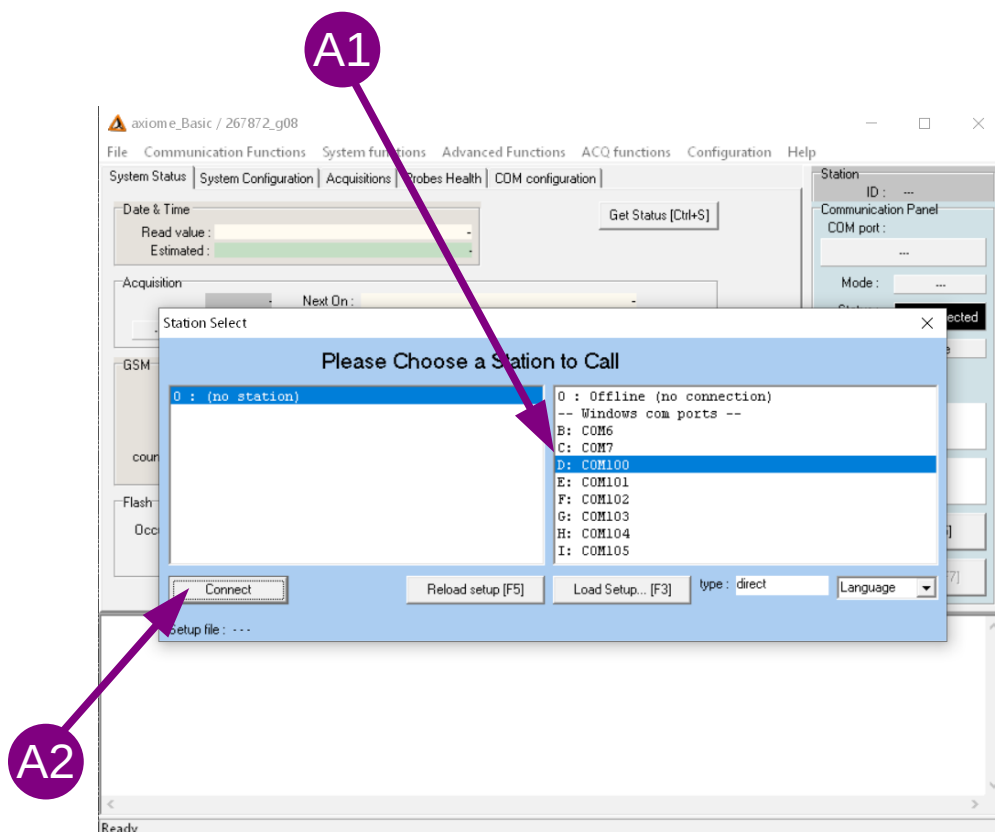 A1
axiome_Basic / 267872_g08
File Communication Functions System functions Advanced Functions ACQ functions Configuration Help
System Status System Configuration Acquisitions Probes Health COM configuration
Station
ID : ---
Date & Time
Read value : -
Estimated : -
Get Status [Ctrl+S]
Communication Panel
COM port :
---
Mode : ---
Acquisition
- Next On : -
ected
Station Select
Please Choose a Station to Call
GSM
0 : (no station)
0 : Offline (no connection)
-- Windows com ports --
B: COM6
C: COM7
D: COM100
E: COM101
F: COM102
G: COM103
H: COM104
I: COM105
coun
Flash
Occ
7]
Connect
Reload setup [F5]
Load Setup... [F3]
type : direct
Language
Setup file : ---
A2
Ready